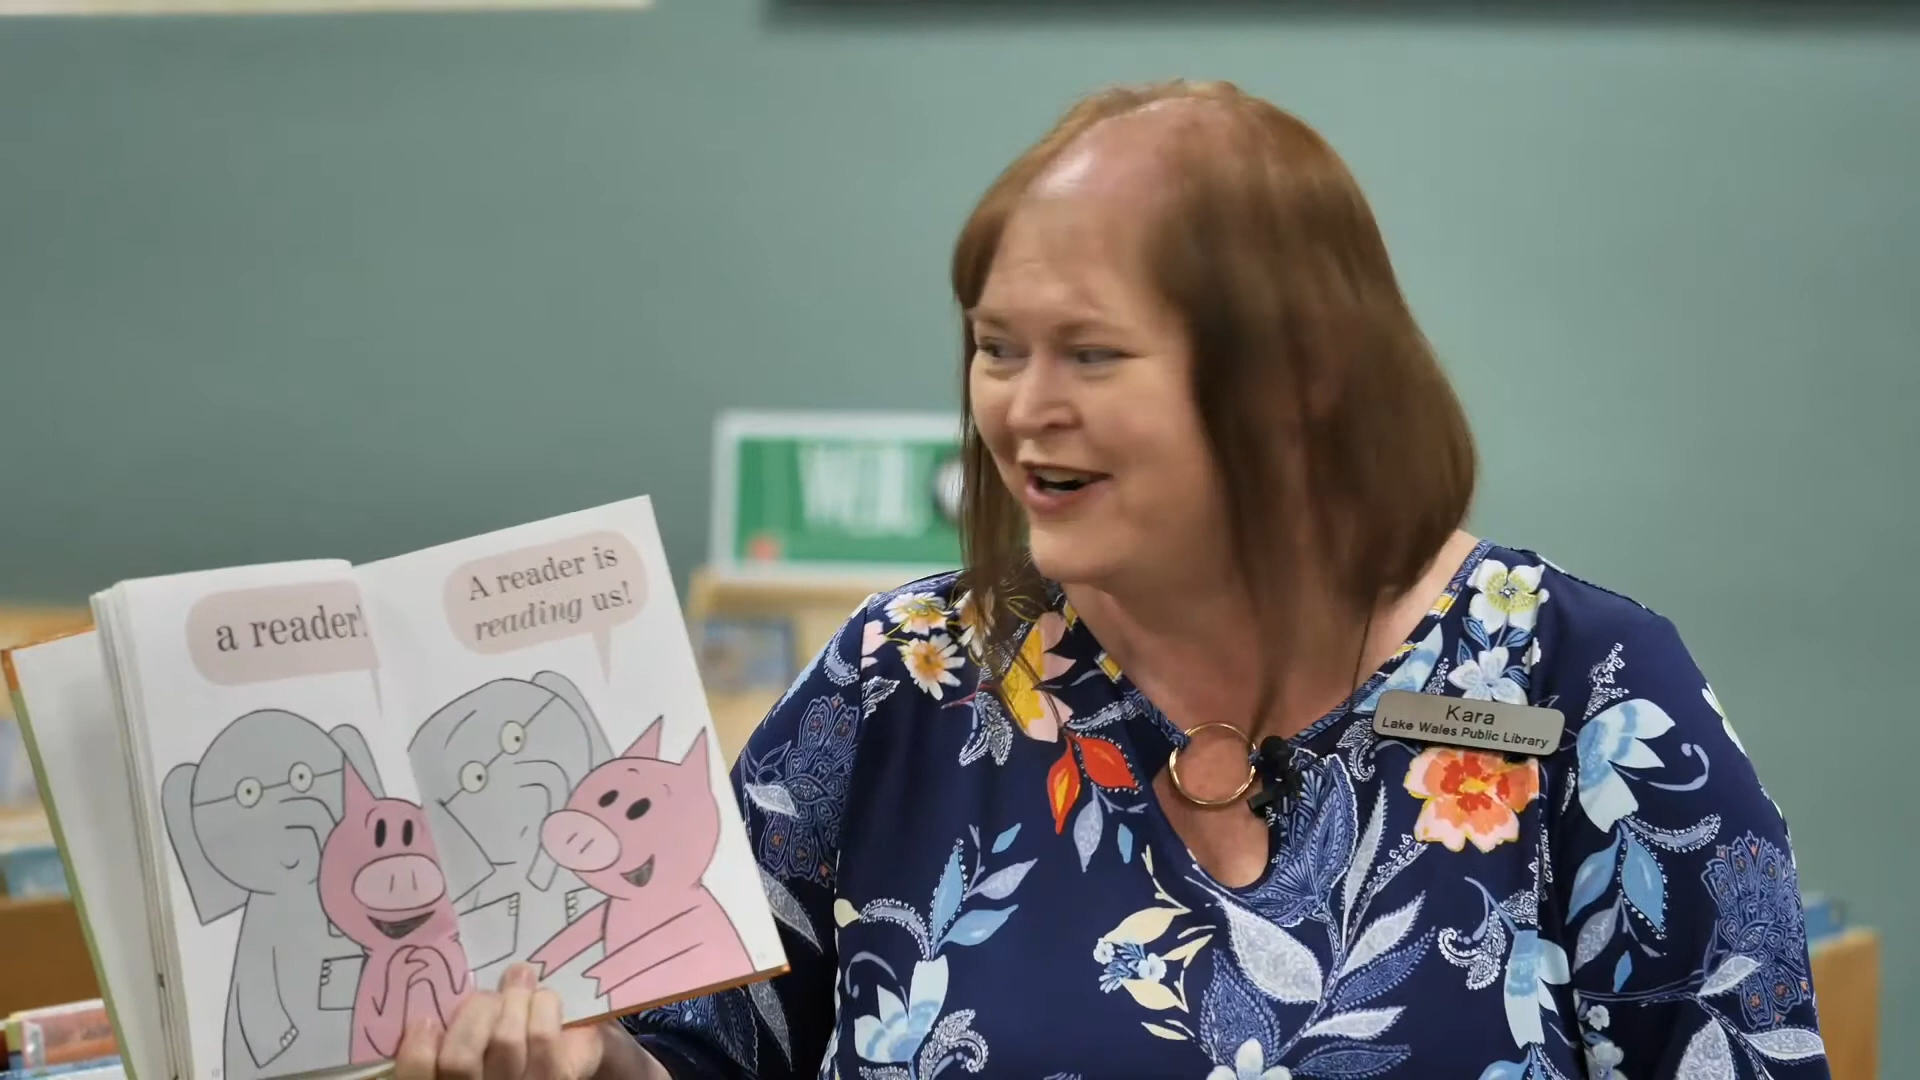 a reader!
A reader is
reading us!
Kara
Lake Wales Public Library